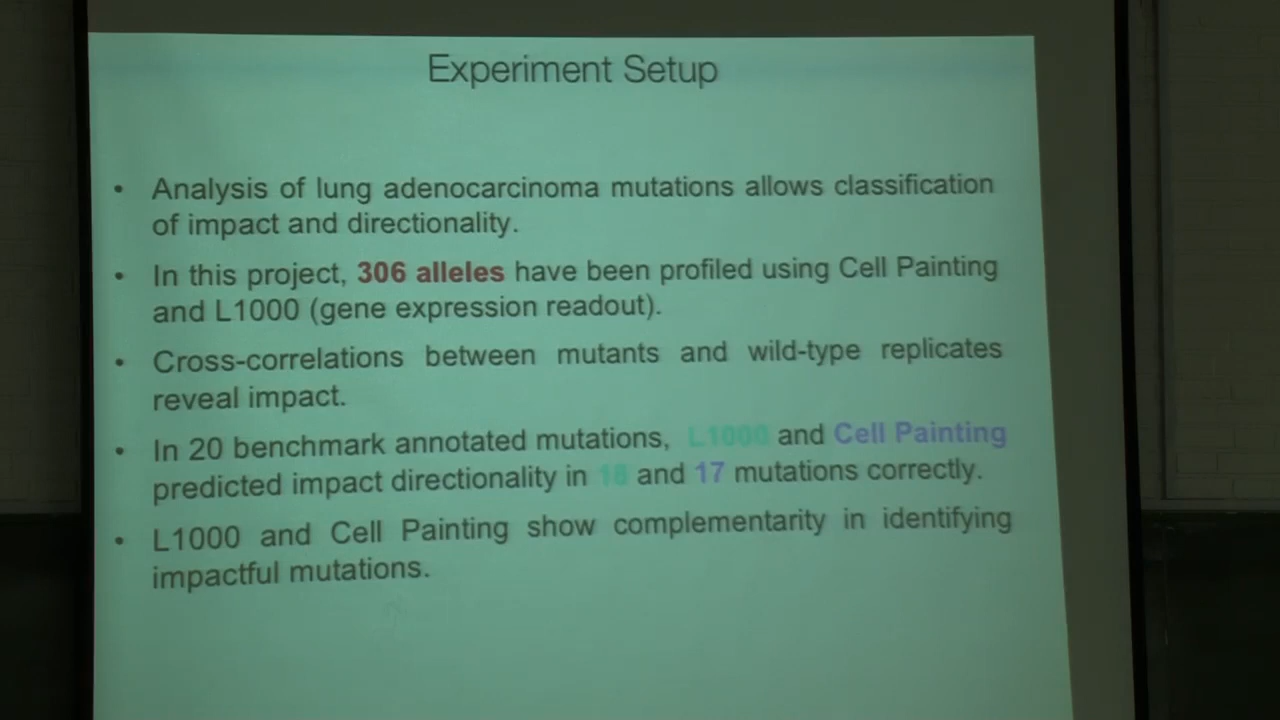 Experiment Setup
• Analysis of lung adenocarcinoma mutations allows classification
of impact and directionality.
• In this project, 306 alleles have been profiled using Cell Painting
and L1000 (gene expression readout).
• Cross-correlations between mutants and wild-type replicates
reveal impact.
• In 20 benchmark annotated mutations, L1000 and Cell Painting
predicted impact directionality in and 17 mutations correctly.
• L1000 and Cell Painting show complementarity in identifying
impactful mutations.